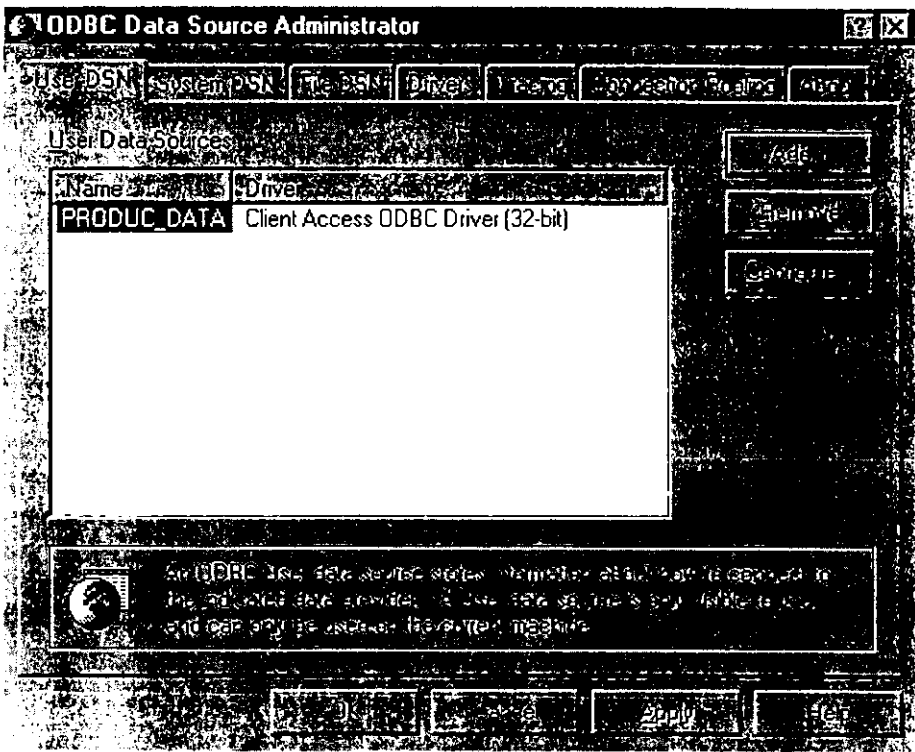 ODBC Data Source Administrator
User DSN System DSN File DSN Drivers Tracing Connection Pooling About
User Data Sources:
Add...
Name Driver
Remove
PRODUC_DATA Client Access ODBC Driver (32-bit)
Configure...
An ODBC User data source stores information about how to connect to
the indicated data provider. A User data source is only visible to you,
and can only be used on the current machine.
OK Cancel Apply Help